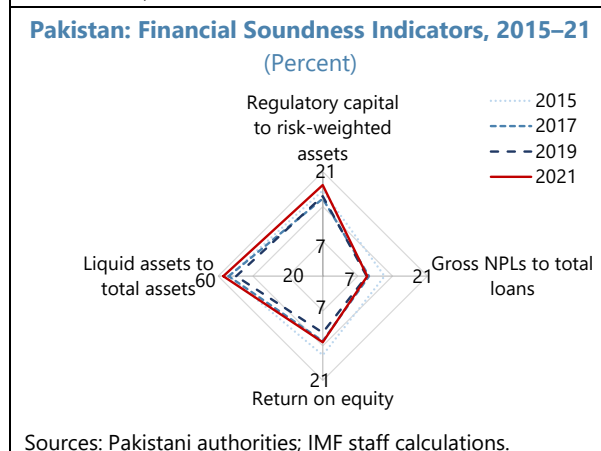 Pakistan: Financial Soundness Indicators, 2015–21
(Percent)
Regulatory capital
to risk-weighted
assets
21
2015
2017
2019
2021
7
Liquid assets to
total assets
60
20
7
21
Gross NPLs to total
loans
7
21
Return on equity
Sources: Pakistani authorities; IMF staff calculations.